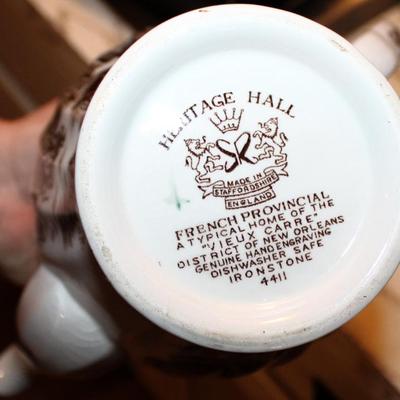 HERITAGE HALL
SK
MADE IN
STAFFORDSHIRE
ENGLAND
FRENCH PROVINCIAL
A TYPICAL HOME OF THE
"VIEUX CARRE"
DISTRICT OF NEW ORLEANS
GENUINE HAND ENGRAVING
DISHWASHER SAFE
IRONSTONE
4411